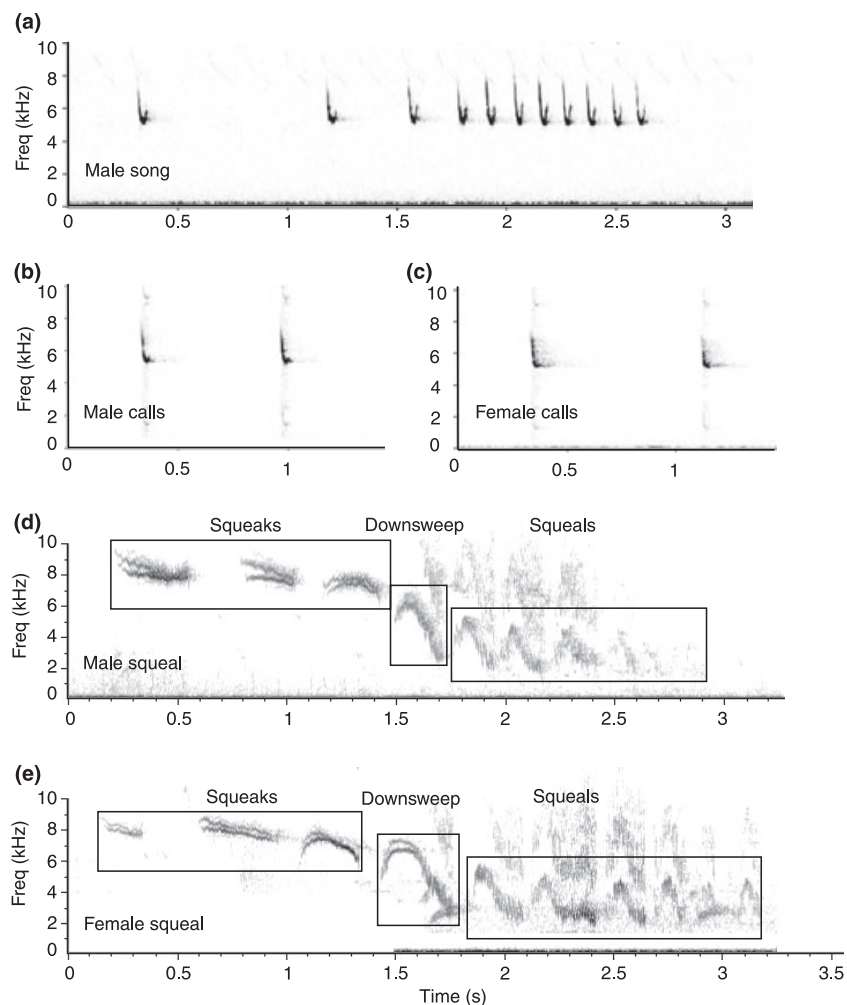 (a)
10
8
6
4
2
0
Freq (kHz)
Male song
0 0.5 1 1.5 2 2.5 3
(b)
10
8
6
4
2
0
Freq (kHz)
Male calls
0 0.5 1
(c)
10
8
6
4
2
0
Female calls
0 0.5 1
(d)
Squeaks Downsweep Squeals
10
8
6
4
2
0
Freq (kHz)
Male squeal
0 0.5 1 1.5 2 2.5 3
(e)
Squeaks Downsweep Squeals
10
8
6
4
2
0
Freq (kHz)
Female squeal
0 0.5 1 1.5 2 2.5 3 3.5
Time (s)